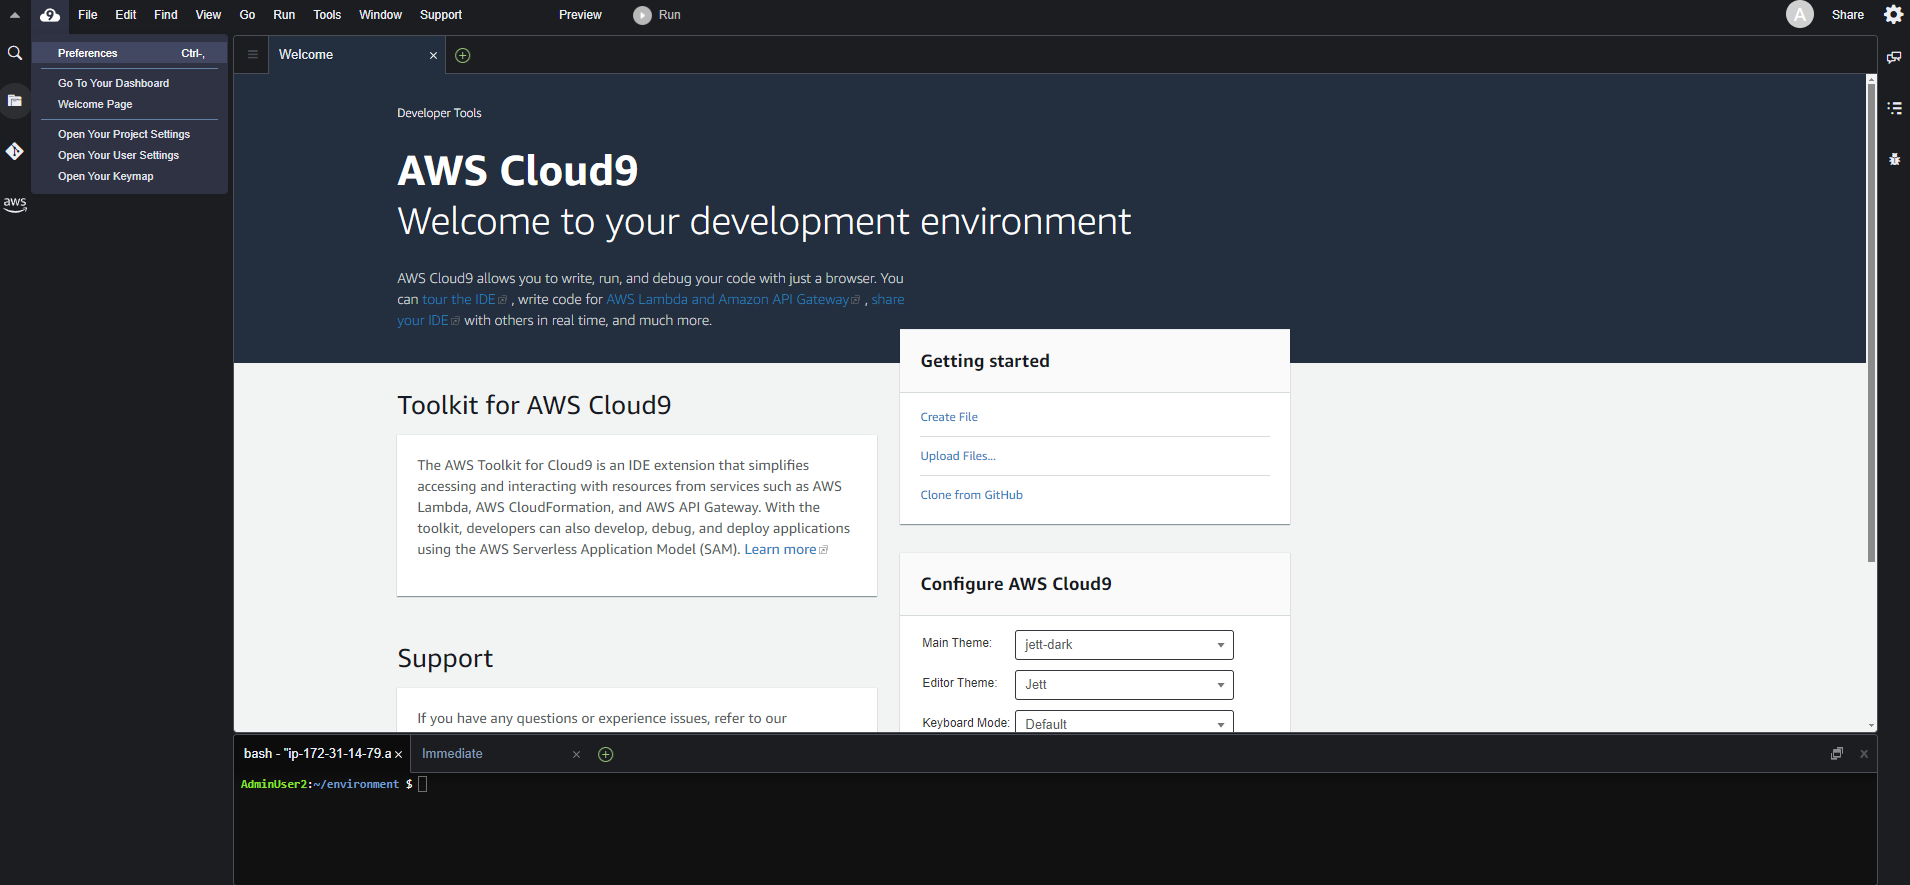 9 File Edit Find View Go Run Tools Window Support Preview Run A Share
Preferences Ctrl-,
Go To Your Dashboard
Welcome Page
Open Your Project Settings
Open Your User Settings
Open Your Keymap
aws
Welcome
Developer Tools
AWS Cloud9
Welcome to your development environment
AWS Cloud9 allows you to write, run, and debug your code with just a browser. You
can tour the IDE , write code for AWS Lambda and Amazon API Gateway , share
your IDE with others in real time, and much more.
Toolkit for AWS Cloud9
The AWS Toolkit for Cloud9 is an IDE extension that simplifies
accessing and interacting with resources from services such as AWS
Lambda, AWS CloudFormation, and AWS API Gateway. With the
toolkit, developers can also develop, debug, and deploy applications
using the AWS Serverless Application Model (SAM). Learn more
Support
If you have any questions or experience issues, refer to our
Getting started
Create File
Upload Files...
Clone from GitHub
Configure AWS Cloud9
Main Theme: jett-dark
Editor Theme: Jett
Keyboard Mode: Default
bash - "ip-172-31-14-79.a Immediate
AdminUser2:~/environment $